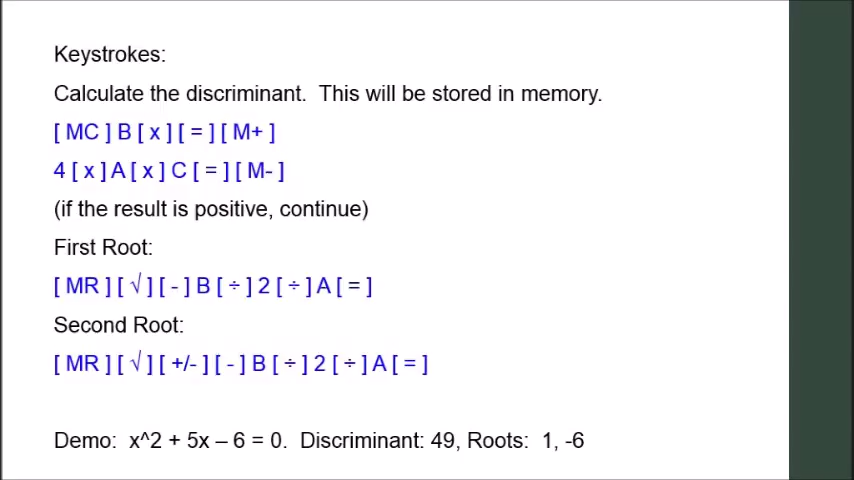 Keystrokes:
Calculate the discriminant.  This will be stored in memory.
[ MC ] B [ x ] [ = ] [ M+ ]
4 [ x ] A [ x ] C [ = ] [ M- ]
(if the result is positive, continue)
First Root:
[ MR ] [ √ ] [ - ] B [ ÷ ] 2 [ ÷ ] A [ = ]
Second Root:
[ MR ] [ √ ] [ +/- ] [ - ] B [ ÷ ] 2 [ ÷ ] A [ = ]
Demo:  x^2 + 5x – 6 = 0.  Discriminant: 49, Roots:  1, -6